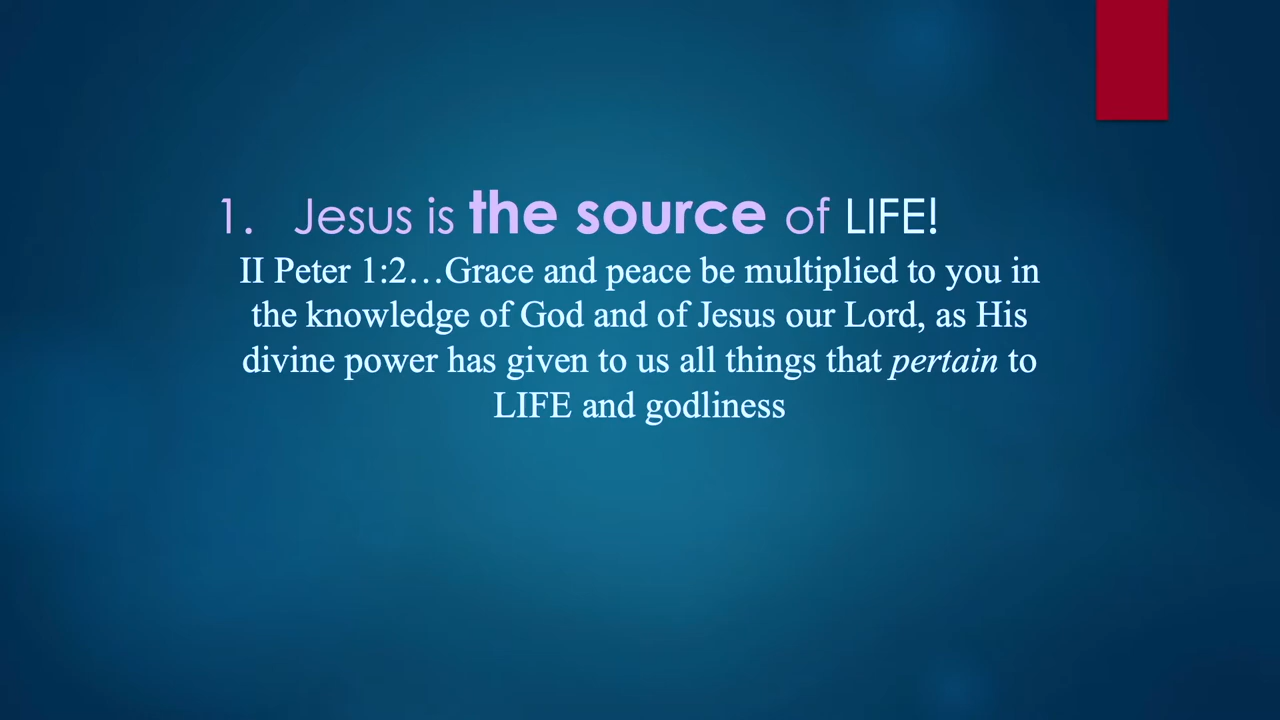 1. Jesus is the source of LIFE!
II Peter 1:2…Grace and peace be multiplied to you in
the knowledge of God and of Jesus our Lord, as His
divine power has given to us all things that pertain to
LIFE and godliness